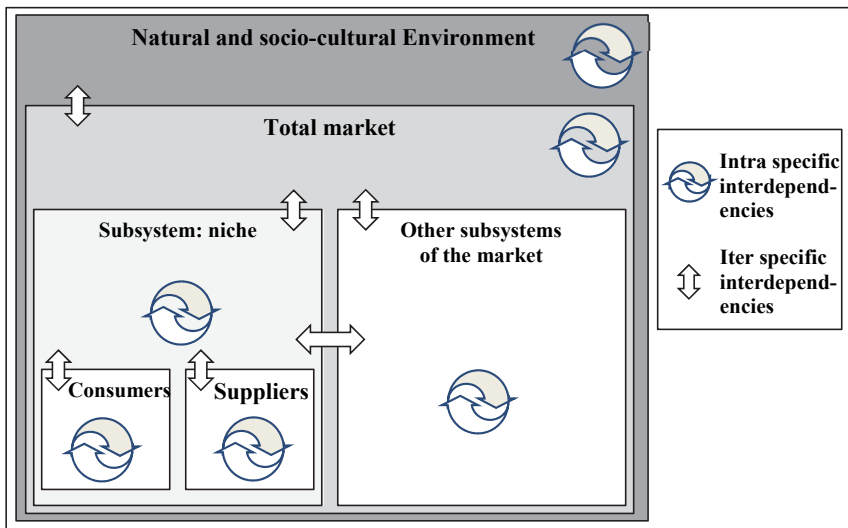 Natural and socio-cultural Environment
Total market
Subsystem: niche
Other subsystems
of the market
Consumers
Suppliers
Intra specific
interdepend-
encies
Iter specific
interdepend-
encies